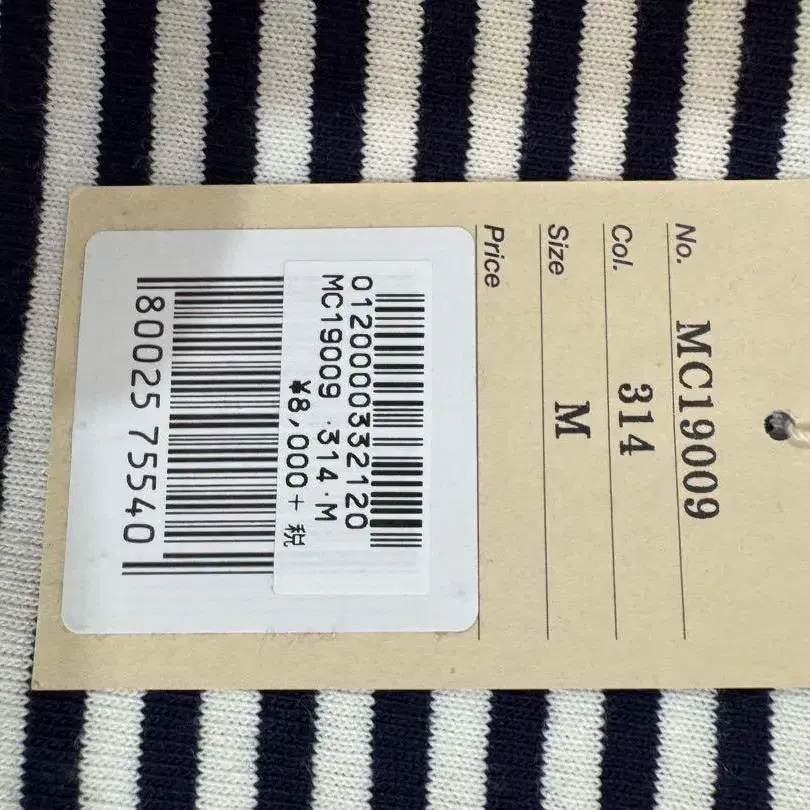 No. MC19009
Col. 314
Size M
Price
0120000332120
MC19009 .314.M
¥8,000+ 税
80025 75540